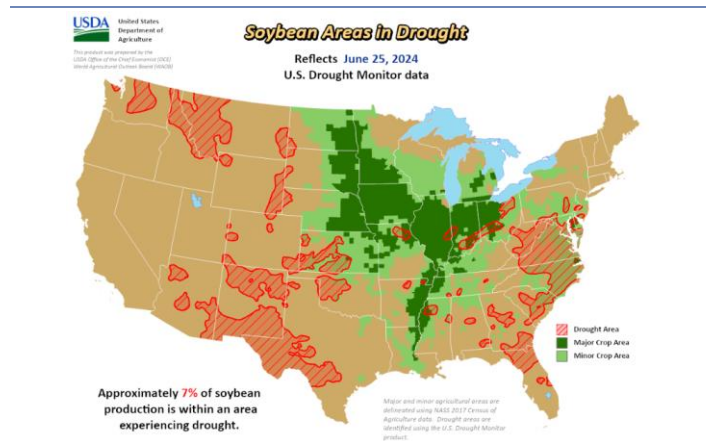 USDA
United States
Department of
Agriculture
This product was prepared by the
USDA Office of the Chief Economist (OCE)
World Agricultural Outlook Board (WAOB)
Soybean Areas in Drought
Reflects June 25, 2024
U.S. Drought Monitor data
Drought Area
Major Crop Area
Minor Crop Area
Approximately 7% of soybean
production is within an area
experiencing drought.
Major and minor agricultural areas are
delineated using NASS 2017 Census of
Agriculture data. Drought areas are
identified using the U.S. Drought Monitor
product.